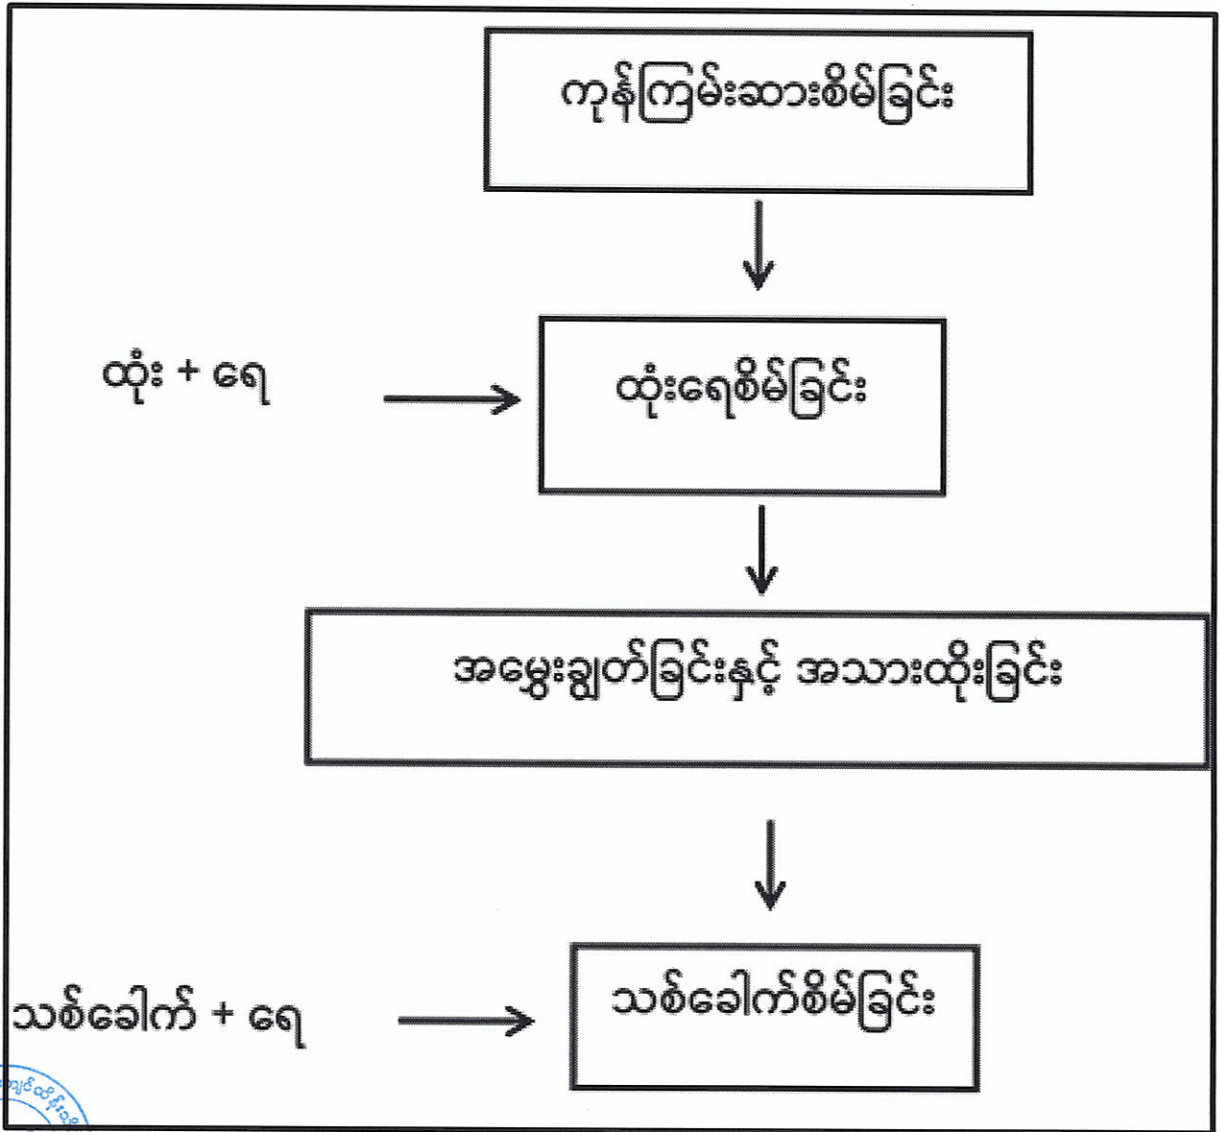 ကုန်ကြမ်းဆားစိမ်ခြင်း
ထုံး + ရေ
ထုံးရေစိမ်ခြင်း
အမွှေးချွတ်ခြင်းနှင့် အသားထိုးခြင်း
သစ်ခေါက် + ရေ
သစ်ခေါက်စိမ်ခြင်း